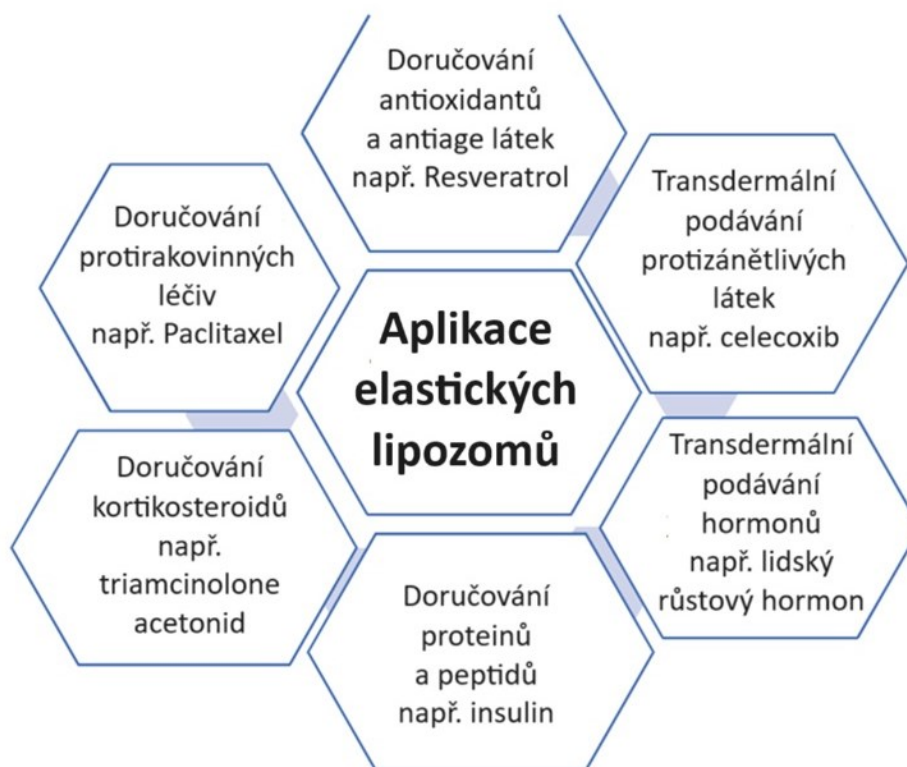 Doručování
antioxidantů
a antiage látek
např. Resveratrol
Transdermální
podávání
protizánětlivých
látek
např. celecoxib
Doručování
protirakovinných
léčiv
např. Paclitaxel
Aplikace
elastických
lipozomů
Transdermální
podávání
hormonů
např. lidský
růstový hormon
Doručování
kortikosteroidů
např.
triamcinolone
acetonid
Doručování
proteinů
a peptidů
např. insulin